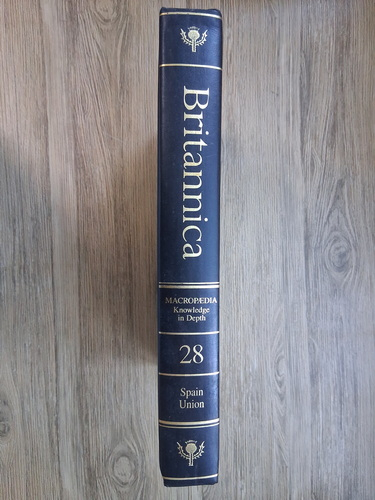 Britannica
MACROPÆDIA
Knowledge
in Depth
28
Spain
Union